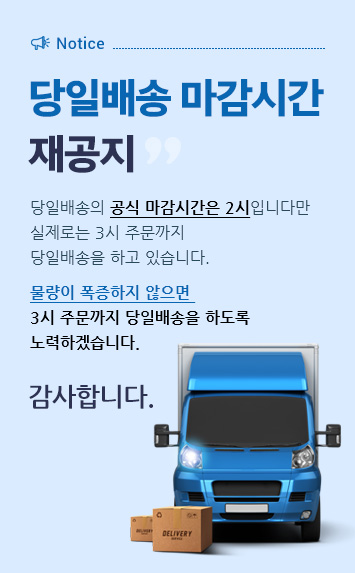 Notice
당일배송 마감시간
재공지
당일배송의 공식 마감시간은 2시입니다만
실제로는 3시 주문까지
당일배송을 하고 있습니다.
물량이 폭증하지 않으면
3시 주문까지 당일배송을 하도록
노력하겠습니다.
감사합니다.
DELIVERY